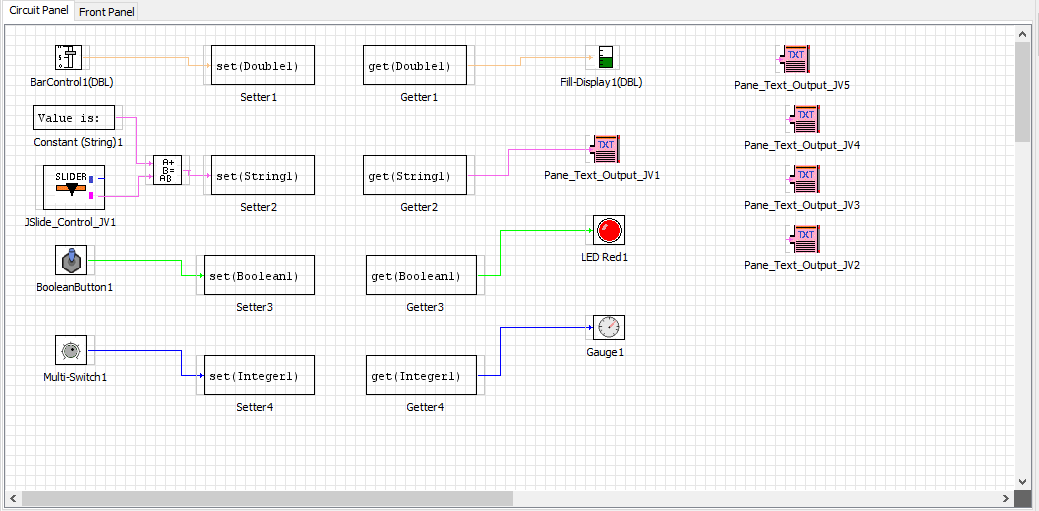 Circuit Panel
Front Panel
BarControl1(DBL)
set(Double1)
Setter1
get(Double1)
Getter1
Fill-Display1(DBL)
TXT
Pane_Text_Output_JV5
Value is:
Constant (String)1
TXT
Pane_Text_Output_JV4
SLIDER
JSlide_Control_JV1
A+
B=
AB
set(String1)
Setter2
get(String1)
Getter2
TXT
Pane_Text_Output_JV1
TXT
Pane_Text_Output_JV3
BooleanButton1
set(Boolean1)
Setter3
get(Boolean1)
Getter3
LED Red1
TXT
Pane_Text_Output_JV2
Multi-Switch1
set(Integer1)
Setter4
get(Integer1)
Getter4
Gauge1